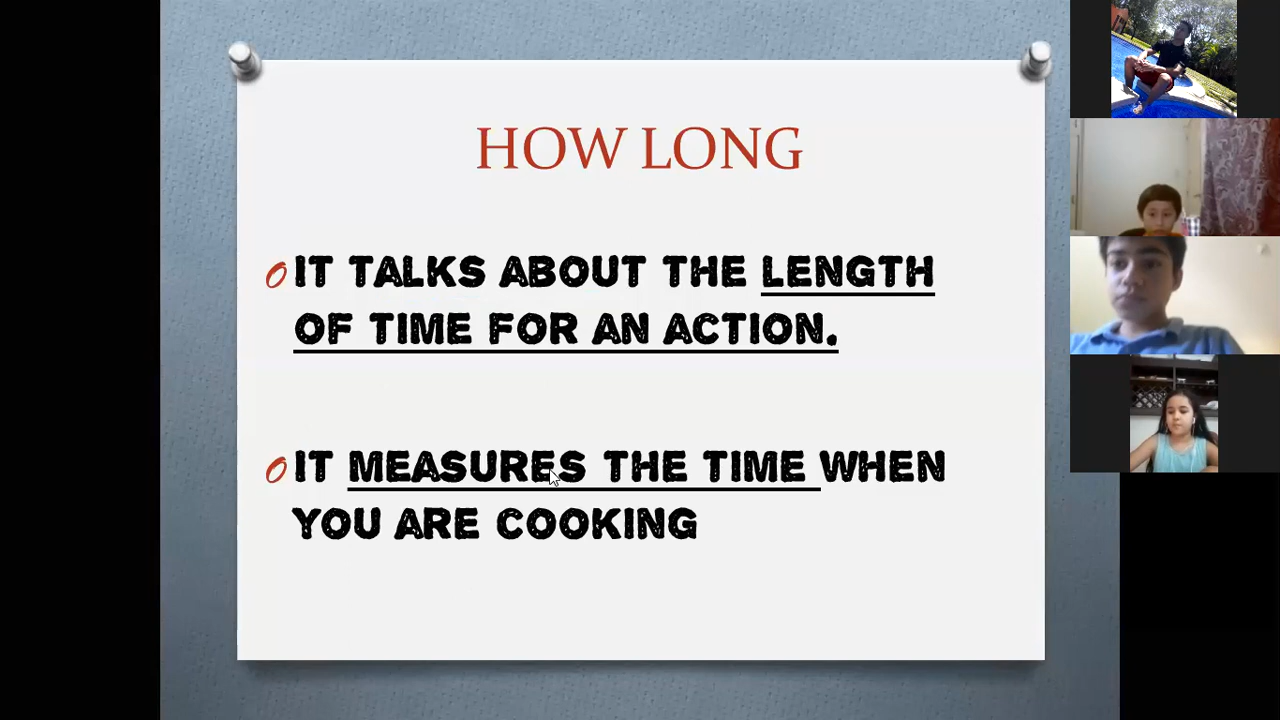 HOW LONG
IT TALKS ABOUT THE LENGTH
OF TIME FOR AN ACTION.
IT MEASURES THE TIME WHEN
YOU ARE COOKING